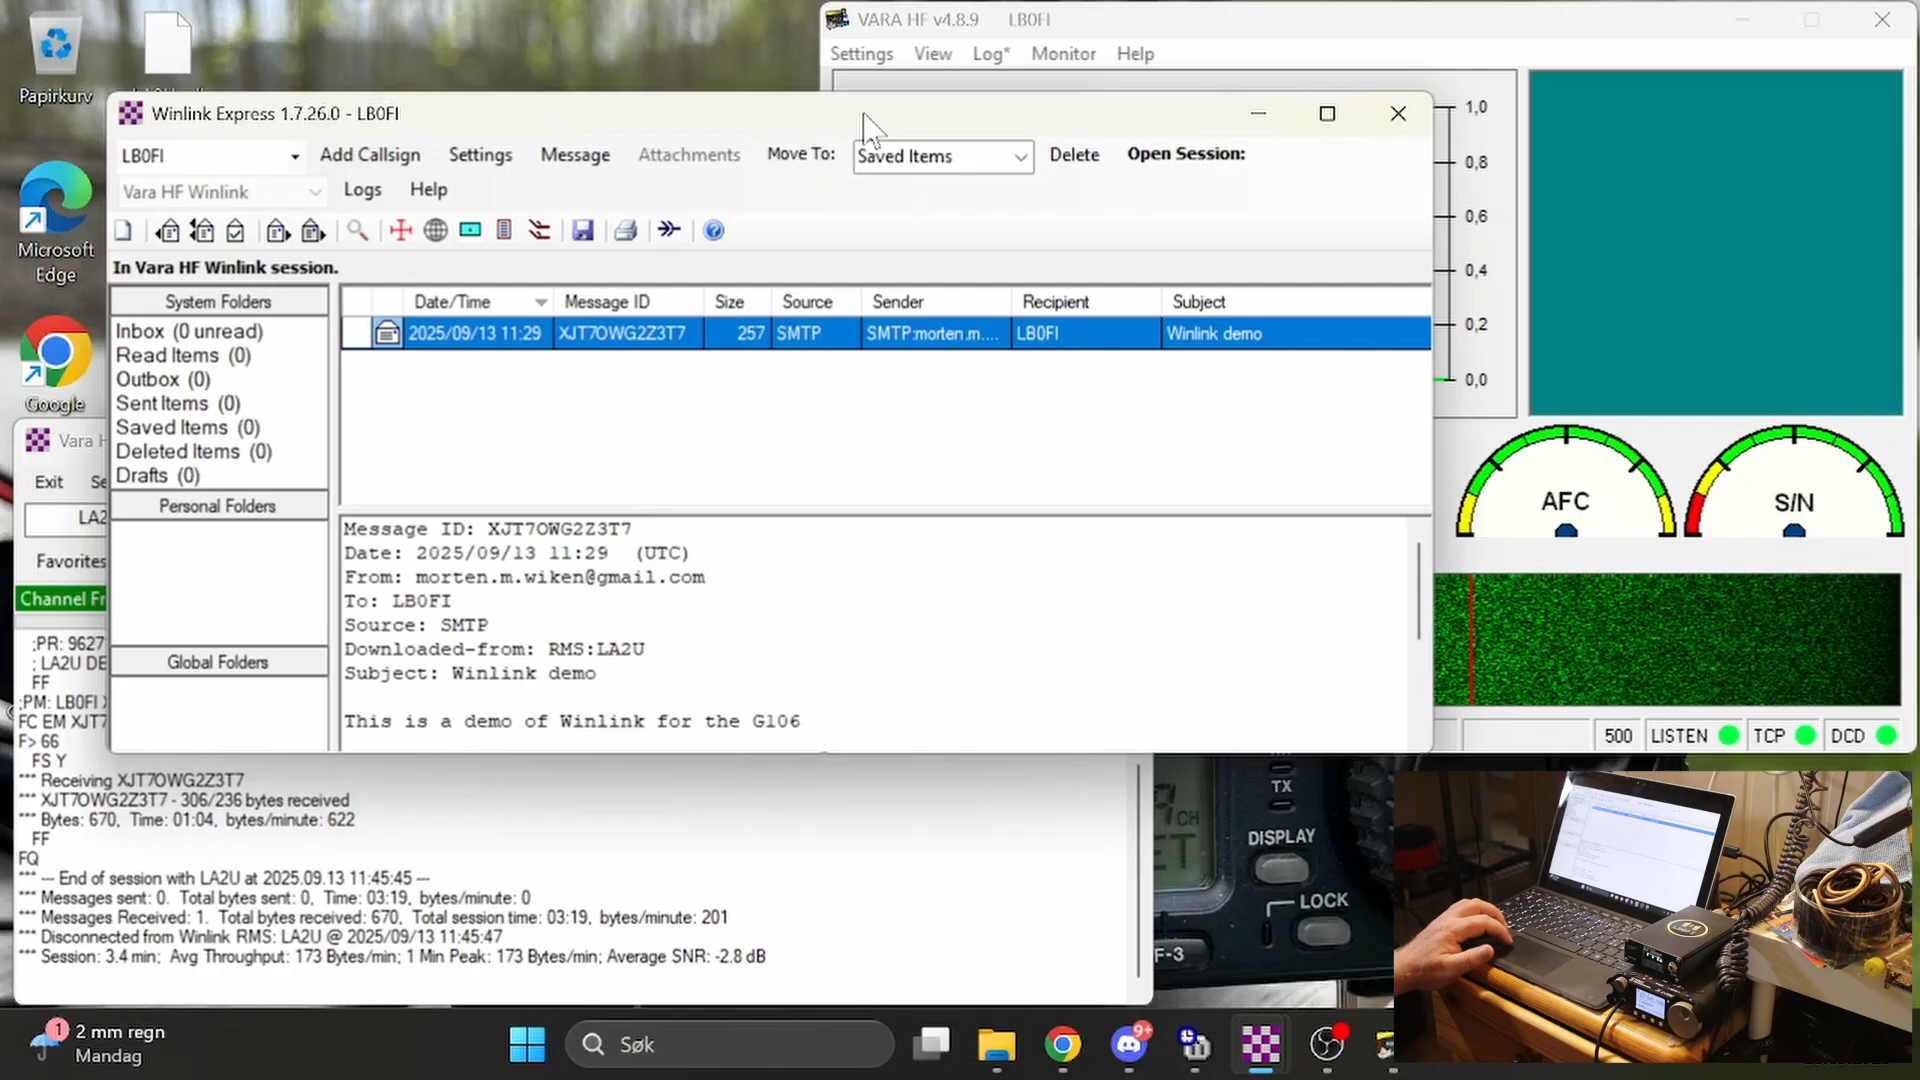 Papirkurv
Microsoft
Edge
Google
VARA HF v4.8.9 LB0FI
Settings View Log* Monitor Help
1,0
0,8
0,6
0,4
0,2
0,0
AFC
S/N
500 LISTEN TCP DCD
Winlink Express 1.7.26.0 - LB0FI
LB0FI Add Callsign Settings Message Attachments Move To: Saved Items Delete Open Session:
Vara HF Winlink Logs Help
In Vara HF Winlink session.
System Folders
Inbox (0 unread)
Read Items (0)
Outbox (0)
Sent Items (0)
Saved Items (0)
Deleted Items (0)
Drafts (0)
Personal Folders
Global Folders
Date/Time Message ID Size Source Sender Recipient Subject
2025/09/13 11:29 XJT7OWG2Z3T7 257 SMTP SMTP:morten.m.... LB0FI Winlink demo
Message ID: XJT7OWG2Z3T7
Date: 2025/09/13 11:29 (UTC)
From: morten.m.wiken@gmail.com
To: LB0FI
Source: SMTP
Downloaded-from: RMS:LA2U
Subject: Winlink demo
This is a demo of Winlink for the G106
Vara H
Exit Se
LA2
Favorites
Channel Fr
;PR: 9627
; LA2U DE
FF
;PM: LB0FI
FC EM XJT7
F> 66
FS Y
*** Receiving XJT7OWG2Z3T7
*** XJT7OWG2Z3T7 - 306/236 bytes received
*** Bytes: 670, Time: 01:04, bytes/minute: 622
FF
FQ
*** --- End of session with LA2U at 2025.09.13 11:45:45 ---
*** Messages sent: 0. Total bytes sent: 0, Time: 03:19, bytes/minute: 0
*** Messages Received: 1. Total bytes received: 670, Total session time: 03:19, bytes/minute: 201
*** Disconnected from Winlink RMS: LA2U @ 2025/09/13 11:45:47
*** Session: 3.4 min; Avg Throughput: 173 Bytes/min; 1 Min Peak: 173 Bytes/min; Average SNR: -2.8 dB
TX
CH
DISPLAY
LOCK
F-3
1
2 mm regn
Mandag
Søk
9+